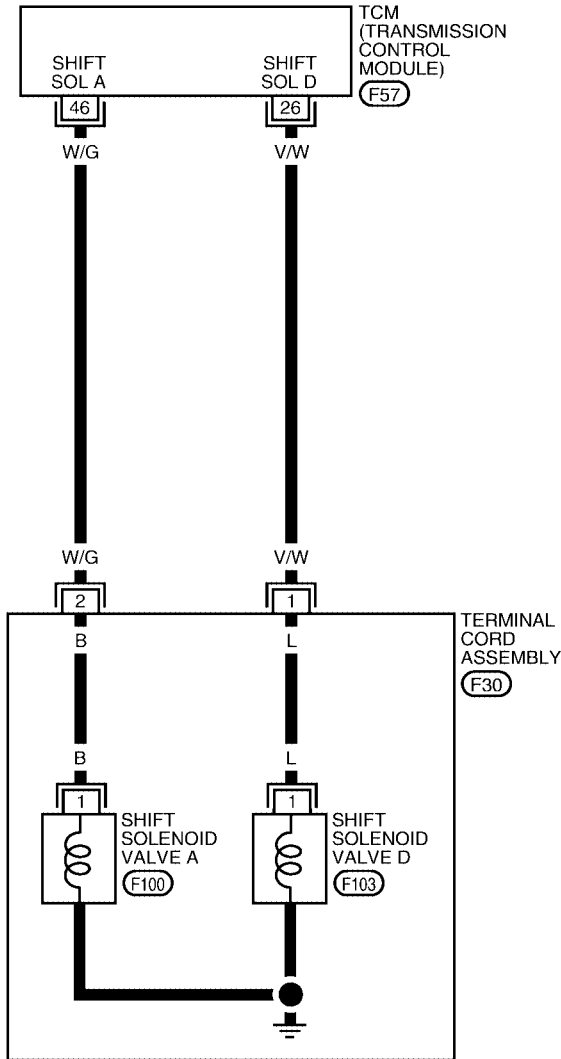 TCM
(TRANSMISSION
CONTROL
MODULE)
F57
SHIFT
SOL A
SHIFT
SOL D
46
26
W/G
V/W
W/G
V/W
2
1
TERMINAL
CORD
ASSEMBLY
F30
B
L
B
L
1
1
SHIFT
SOLENOID
VALVE A
F100
SHIFT
SOLENOID
VALVE D
F103